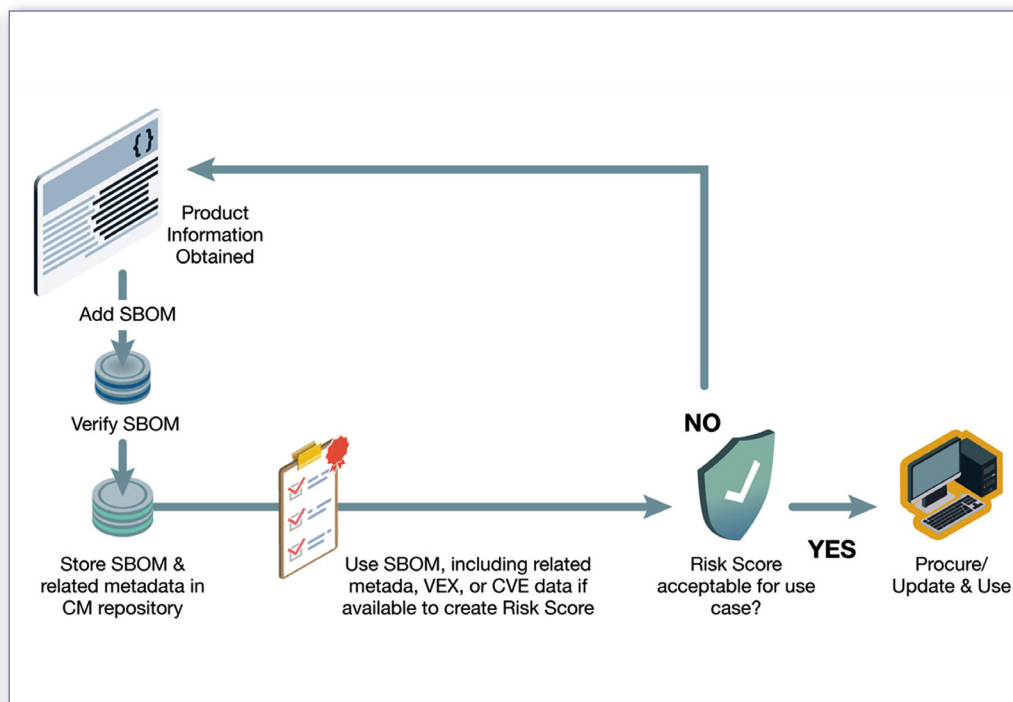 {}
Product
Information
Obtained
Add SBOM
Verify SBOM
Store SBOM &
related metadata in
CM repository
Use SBOM, including related
metada, VEX, or CVE data if
available to create Risk Score
NO
Risk Score
acceptable for use
case?
YES
Procure/
Update & Use